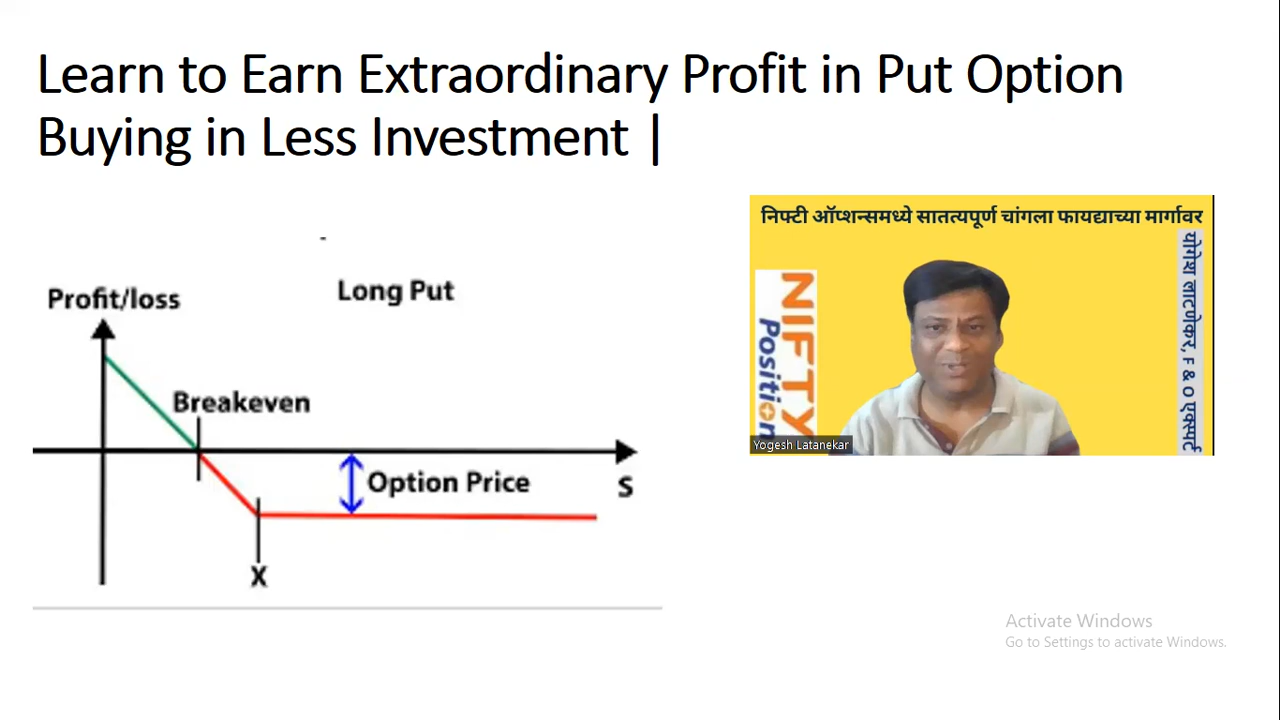 Learn to Earn Extraordinary Profit in Put Option
Buying in Less Investment |
-
Profit/loss
Long Put
Breakeven
Option Price
S
X
निफ्टी ऑप्शन्समध्ये सातत्यपूर्ण चांगला फायद्याच्या मार्गावर
NIFTY
Position
योगेश लाटणेकर, F & O एक्स्पर्ट
Yogesh Latanekar
Activate Windows
Go to Settings to activate Windows.